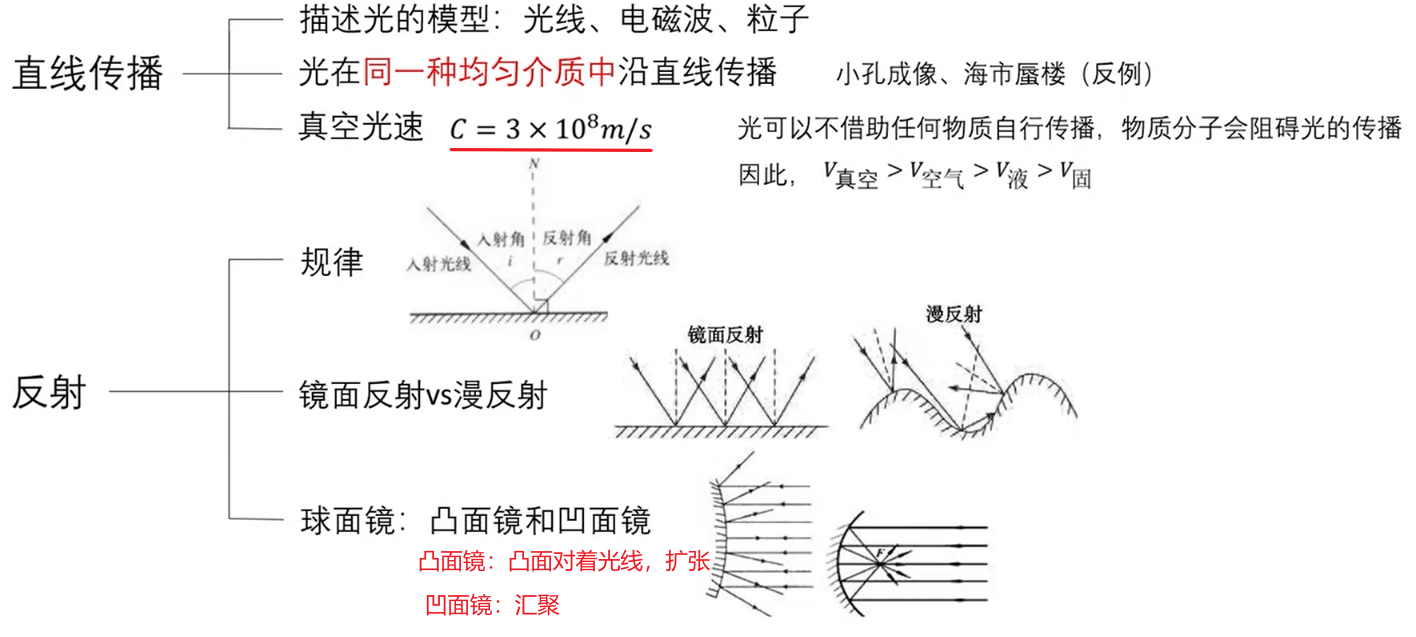 直线传播
描述光的模型：光线、电磁波、粒子
光在同一种均匀介质中沿直线传播
小孔成像、海市蜃楼（反例）
真空光速 C = 3 × 10⁸m/s
光可以不借助任何物质自行传播，物质分子会阻碍光的传播
因此， V真空 > V空气 > V液 > V固
反射
规律
N
入射角 反射角
入射光线 i r 反射光线
O
镜面反射vs漫反射
镜面反射
漫反射
球面镜：凸面镜和凹面镜
凸面镜：凸面对着光线，扩张
凹面镜：汇聚
F